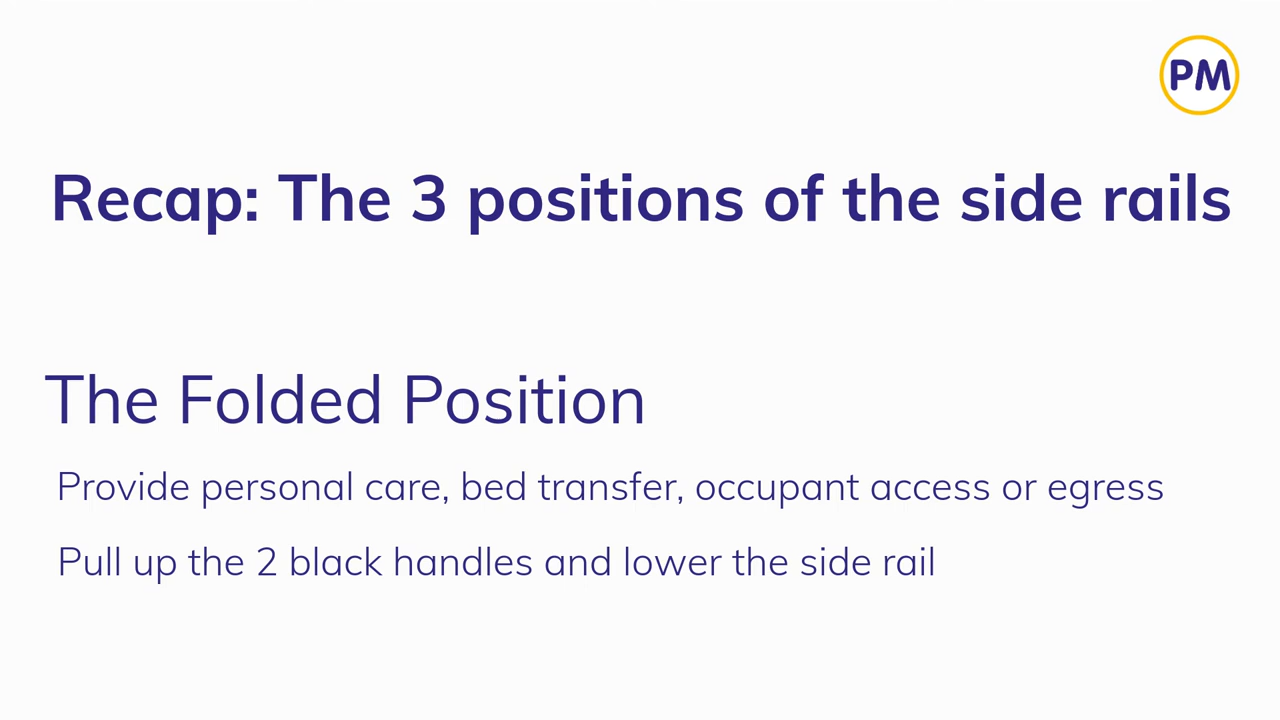 PM
Recap: The 3 positions of the side rails
The Folded Position
Provide personal care, bed transfer, occupant access or egress
Pull up the 2 black handles and lower the side rail